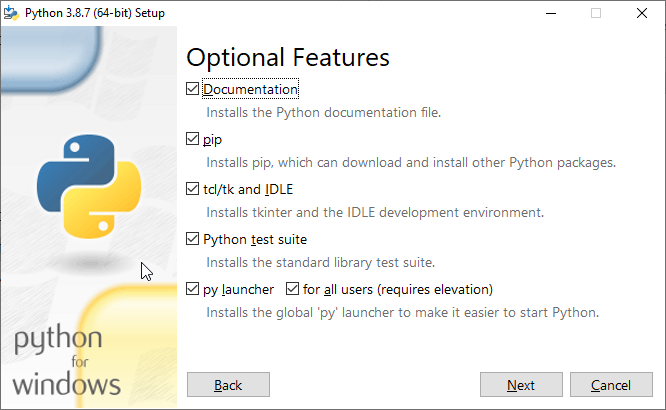 Python 3.8.7 (64-bit) Setup
Optional Features
Documentation
Installs the Python documentation file.
pip
Installs pip, which can download and install other Python packages.
tcl/tk and IDLE
Installs tkinter and the IDLE development environment.
Python test suite
Installs the standard library test suite.
py launcher for all users (requires elevation)
Installs the global 'py' launcher to make it easier to start Python.
python
for
windows
Back Next Cancel